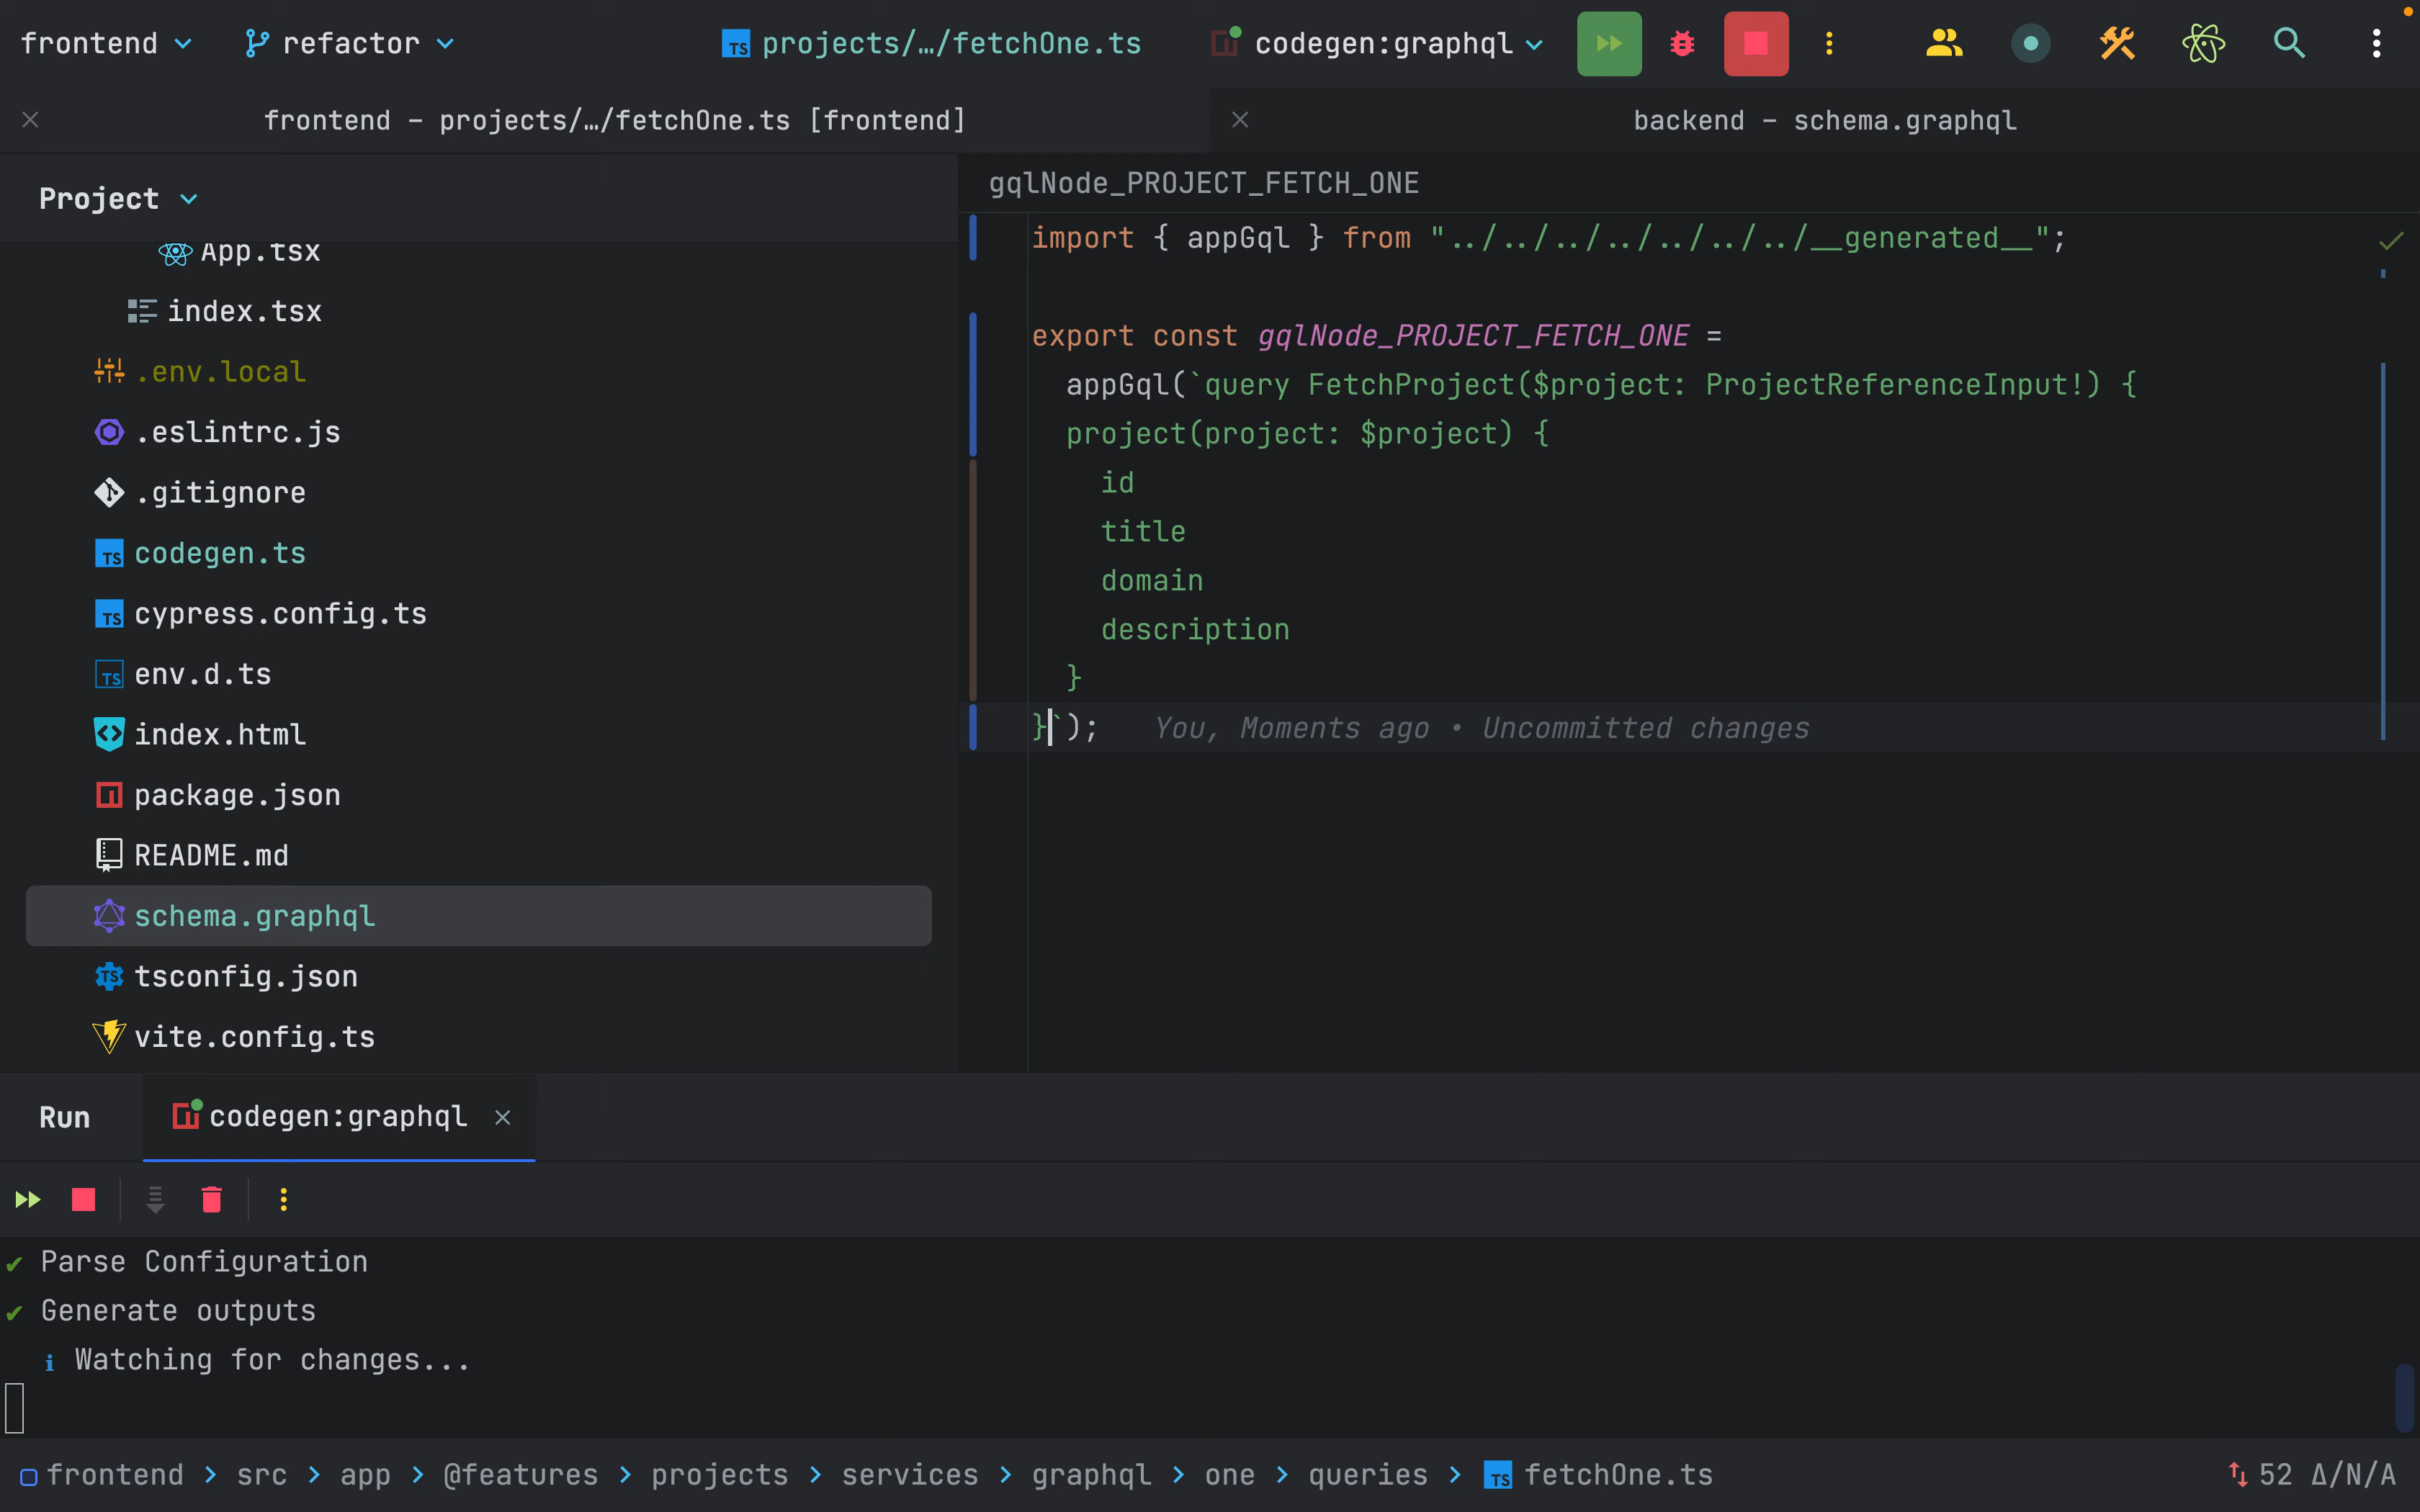 frontend refactor projects/…/fetchOne.ts codegen:graphql
frontend – projects/…/fetchOne.ts [frontend]
backend – schema.graphql
Project
App.tsx
index.tsx
.env.local
.eslintrc.js
.gitignore
codegen.ts
cypress.config.ts
env.d.ts
index.html
package.json
README.md
schema.graphql
tsconfig.json
vite.config.ts
gqlNode_PROJECT_FETCH_ONE
import { appGql } from "../../../../../../../__generated__";
export const gqlNode_PROJECT_FETCH_ONE =
appGql(`query FetchProject($project: ProjectReferenceInput!) {
project(project: $project) {
id
title
domain
description
}
}`); You, Moments ago • Uncommitted changes
Run codegen:graphql
✔ Parse Configuration
✔ Generate outputs
ℹ Watching for changes...
frontend > src > app > @features > projects > services > graphql > one > queries > fetchOne.ts 52 Δ/N/A